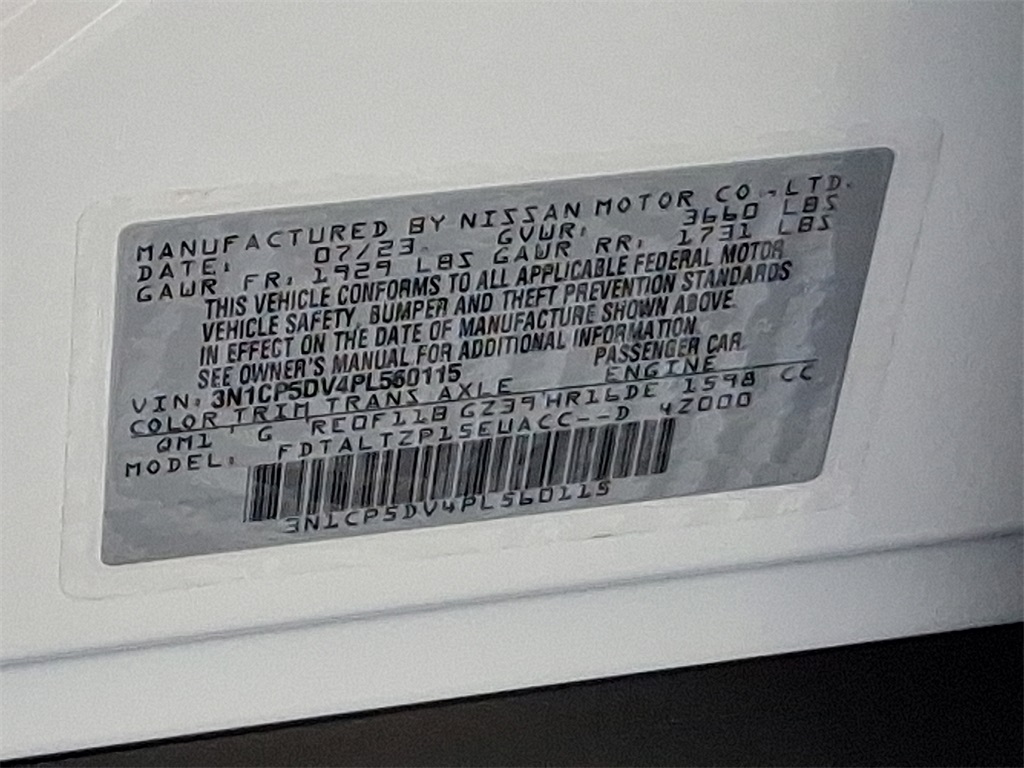 MANUFACTURED BY NISSAN MOTOR CO.,LTD.
DATE: 07/23 GVWR: 3660 LBS
GAWR FR: 1929 LBS GAWR RR: 1731 LBS
THIS VEHICLE CONFORMS TO ALL APPLICABLE FEDERAL MOTOR
VEHICLE SAFETY, BUMPER AND THEFT PREVENTION STANDARDS
IN EFFECT ON THE DATE OF MANUFACTURE SHOWN ABOVE.
SEE OWNER'S MANUAL FOR ADDITIONAL INFORMATION.
VIN: 3N1CP5DV4PL560115 PASSENGER CAR
COLOR TRIM TRANS AXLE ENGINE
QM1 G RE0F11B GZ39 HR16DE 1598 CC
MODEL: FDTALTZP15EUACC--D 4Z000
3N1CP5DV4PL560115